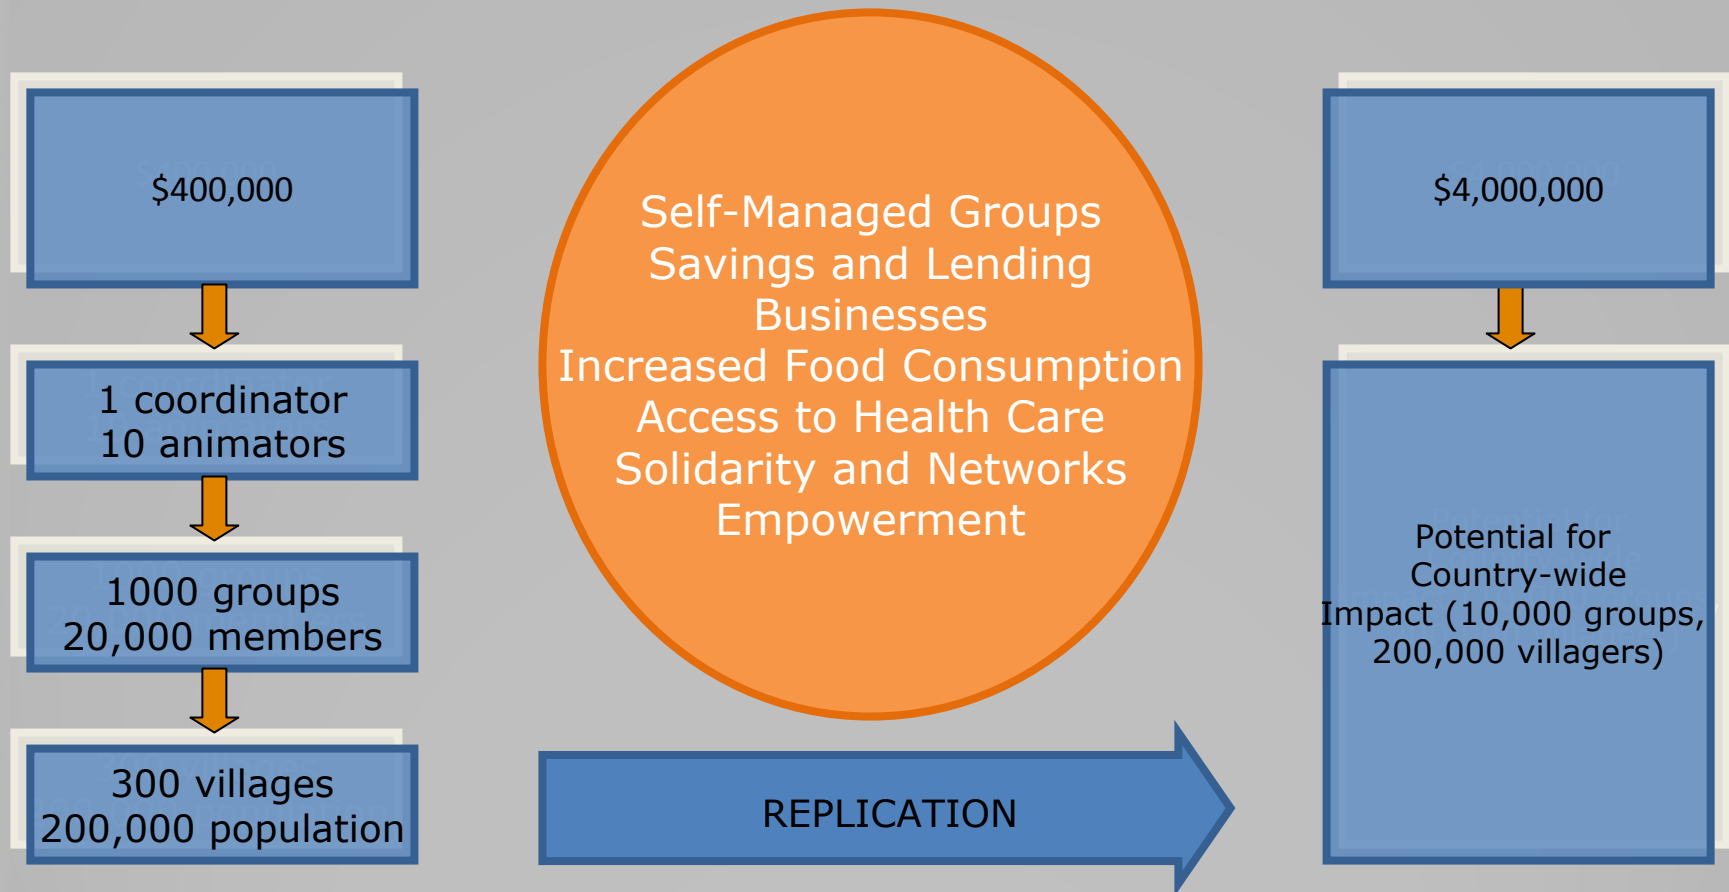 $400,000
1 coordinator
10 animators
1000 groups
20,000 members
300 villages
200,000 population
Self-Managed Groups
Savings and Lending
Businesses
Increased Food Consumption
Access to Health Care
Solidarity and Networks
Empowerment
REPLICATION
$4,000,000
Potential for
Country-wide
Impact (10,000 groups,
200,000 villagers)